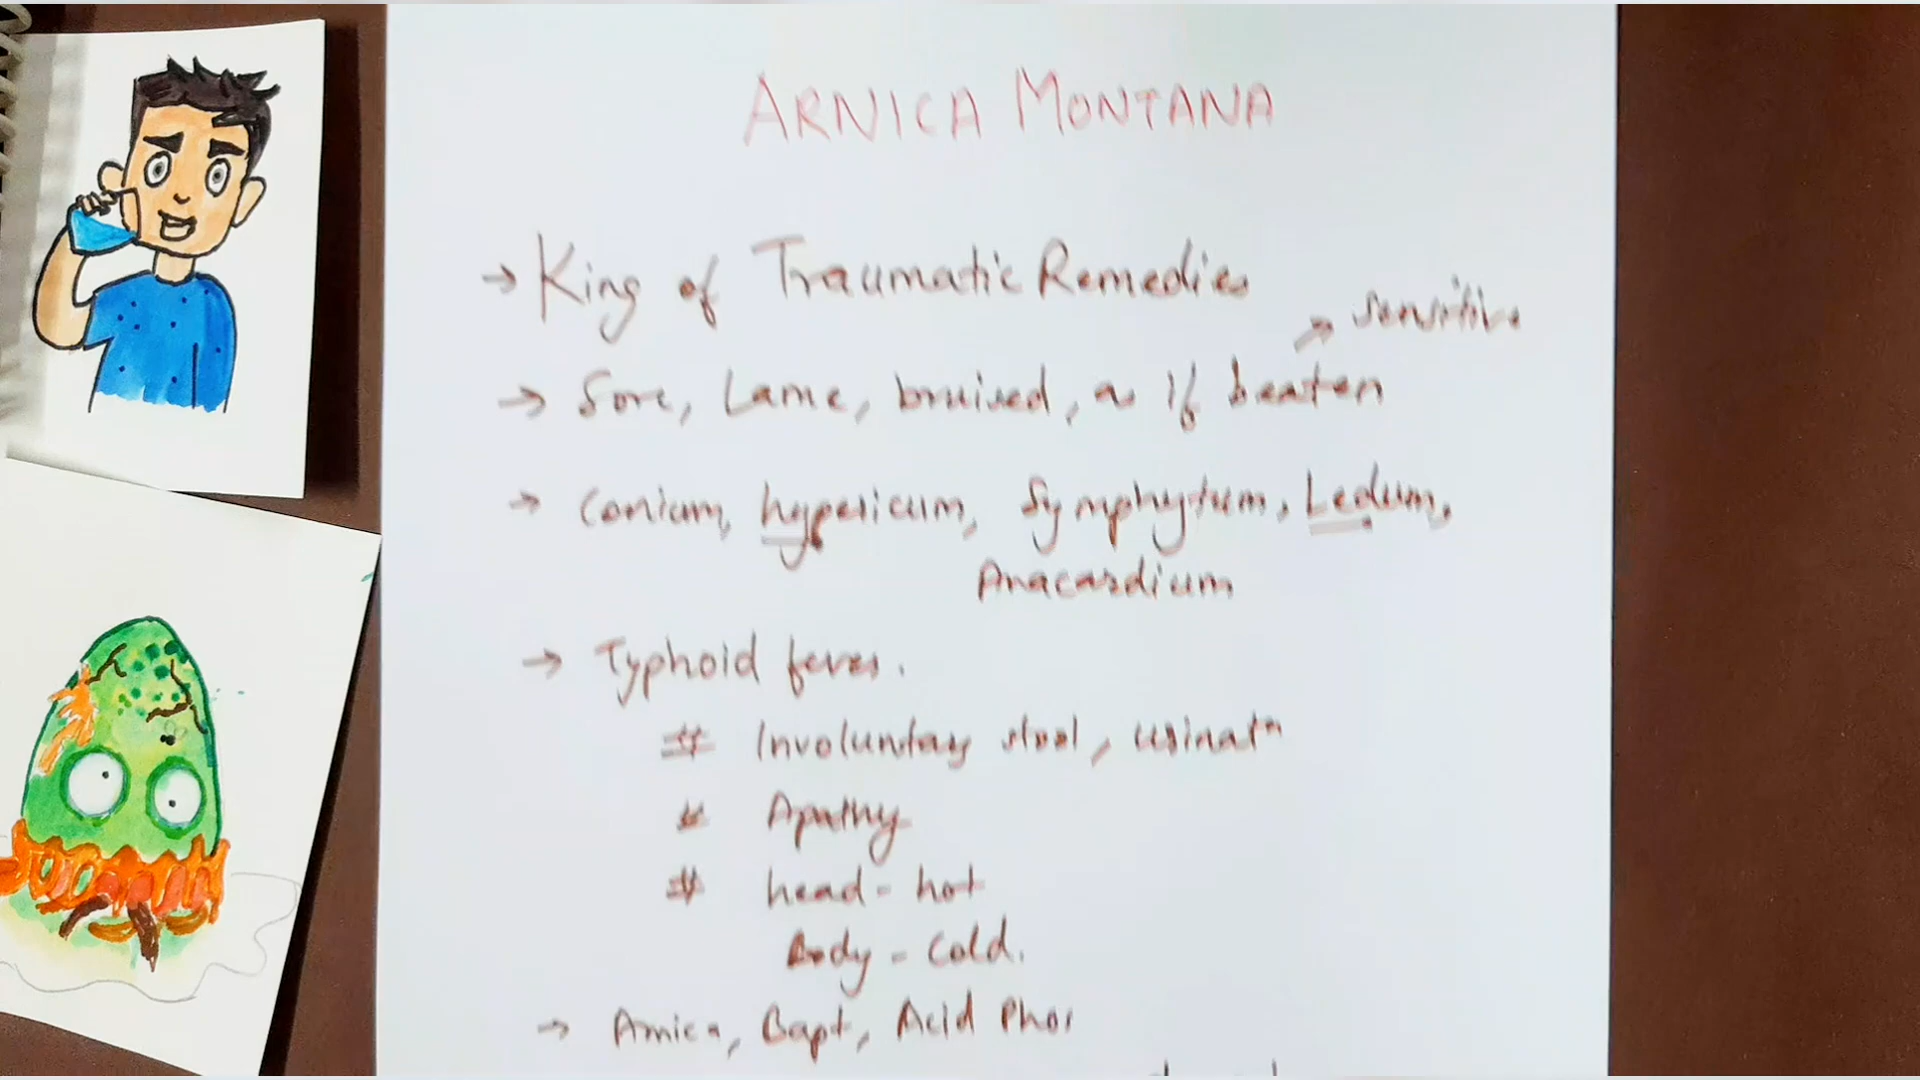 ARNICA MONTANA
→ King of Traumatic Remedies
→ sensitive
→ Sore, Lame, bruised, as if beaten
→ Conium, hypericum, Symphytum, Ledum,
Anacardium
→ Typhoid fever.
# Involuntary stool, urinatn
# Apathy
# head - hot
Body - Cold.
→ Arnica, Bapt, Acid Phos